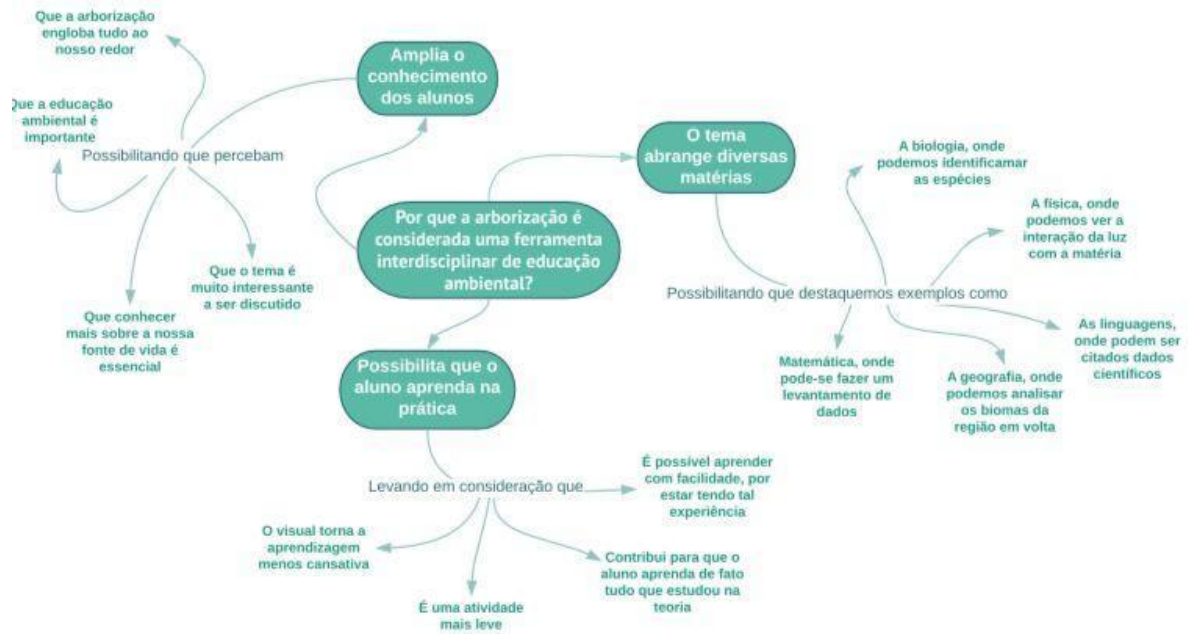 Que a arborização
engloba tudo ao
nosso redor
Amplia o
conhecimento
dos alunos
Que a educação
ambiental é
importante
Possibilitando que percebam
O tema
abrange diversas
matérias
A biologia, onde
podemos identificamar
as espécies
A física, onde
podemos ver a
interação da luz
com a matéria
Por que a arborização é
considerada uma ferramenta
interdisciplinar de educação
ambiental?
Que o tema é
muito interessante
a ser discutido
Que conhecer
mais sobre a nossa
fonte de vida é
essencial
Possibilitando que destaquemos exemplos como
As linguagens,
onde podem ser
citados dados
científicos
Matemática, onde
pode-se fazer um
levantamento de
dados
A geografia, onde
podemos analisar
os biomas da
região em volta
Possibilita que o
aluno aprenda na
prática
Levando em consideração que
É possível aprender
com facilidade, por
estar tendo tal
experiência
O visual torna a
aprendizagem
menos cansativa
Contribui para que o
aluno aprenda de fato
tudo que estudou na
teoria
É uma atividade
mais leve